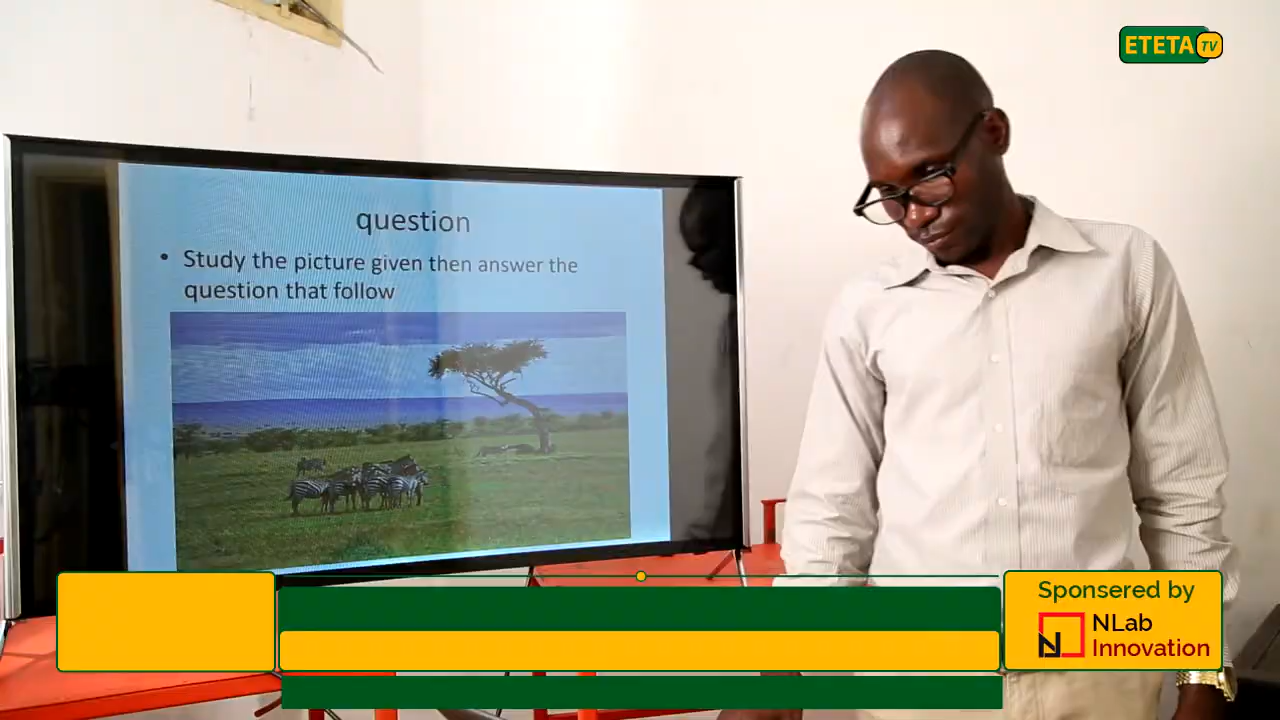 ETETA TV
question
• Study the picture given then answer the
question that follow
Sponsered by
NLab
Innovation